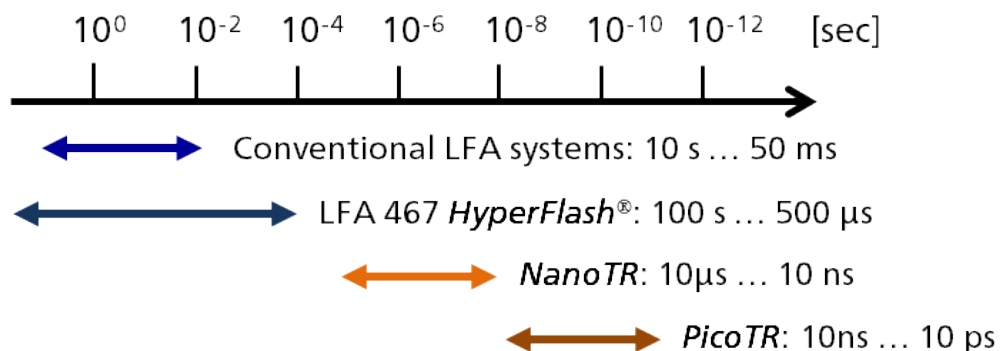 10⁰ 10⁻² 10⁻⁴ 10⁻⁶ 10⁻⁸ 10⁻¹⁰ 10⁻¹² [sec]
Conventional LFA systems: 10 s … 50 ms
LFA 467 HyperFlash®: 100 s … 500 µs
NanoTR: 10µs … 10 ns
PicoTR: 10ns … 10 ps